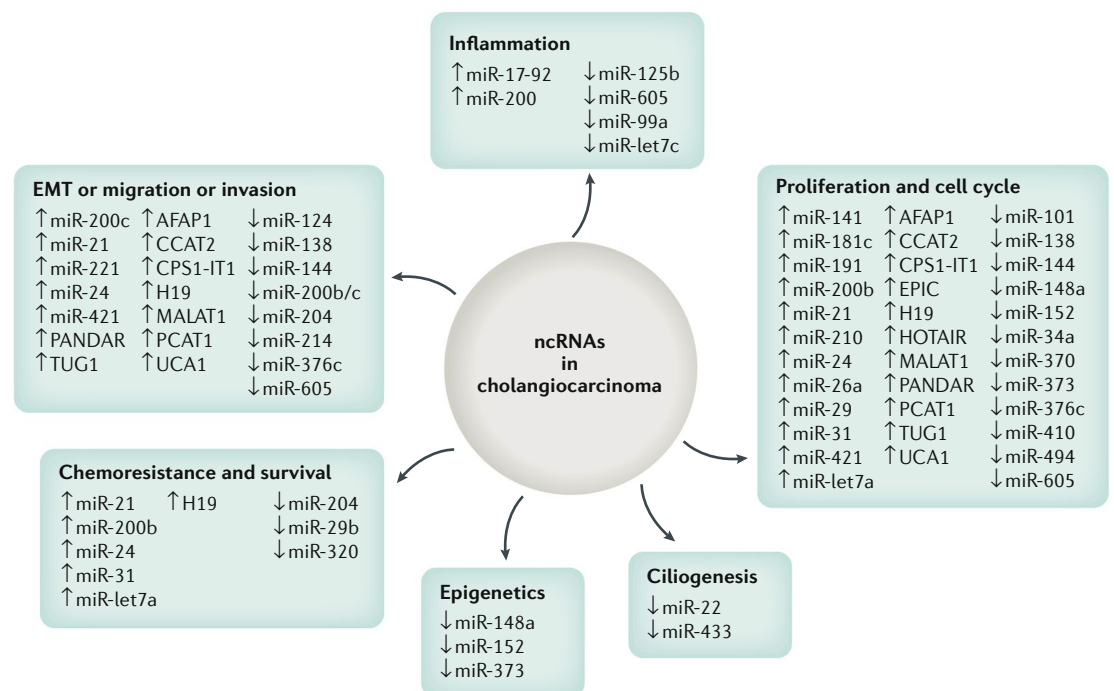 Inflammation
↑miR-17-92 ↓miR-125b
↑miR-200 ↓miR-605
↓miR-99a
↓miR-let7c
EMT or migration or invasion
↑miR-200c ↑AFAP1 ↓miR-124
↑miR-21 ↑CCAT2 ↓miR-138
↑miR-221 ↑CPS1-IT1 ↓miR-144
↑miR-24 ↑H19 ↓miR-200b/c
↑miR-421 ↑MALAT1 ↓miR-204
↑PANDAR ↑PCAT1 ↓miR-214
↑TUG1 ↑UCA1 ↓miR-376c
↓miR-605
Proliferation and cell cycle
↑miR-141 ↑AFAP1 ↓miR-101
↑miR-181c ↑CCAT2 ↓miR-138
↑miR-191 ↑CPS1-IT1 ↓miR-144
↑miR-200b ↑EPIC ↓miR-148a
↑miR-21 ↑H19 ↓miR-152
↑miR-210 ↑HOTAIR ↓miR-34a
↑miR-24 ↑MALAT1 ↓miR-370
↑miR-26a ↑PANDAR ↓miR-373
↑miR-29 ↑PCAT1 ↓miR-376c
↑miR-31 ↑TUG1 ↓miR-410
↑miR-421 ↑UCA1 ↓miR-494
↑miR-let7a ↓miR-605
ncRNAs
in
cholangiocarcinoma
Chemoresistance and survival
↑miR-21 ↑H19 ↓miR-204
↑miR-200b ↓miR-29b
↑miR-24 ↓miR-320
↑miR-31
↑miR-let7a
Epigenetics
↓miR-148a
↓miR-152
↓miR-373
Ciliogenesis
↓miR-22
↓miR-433